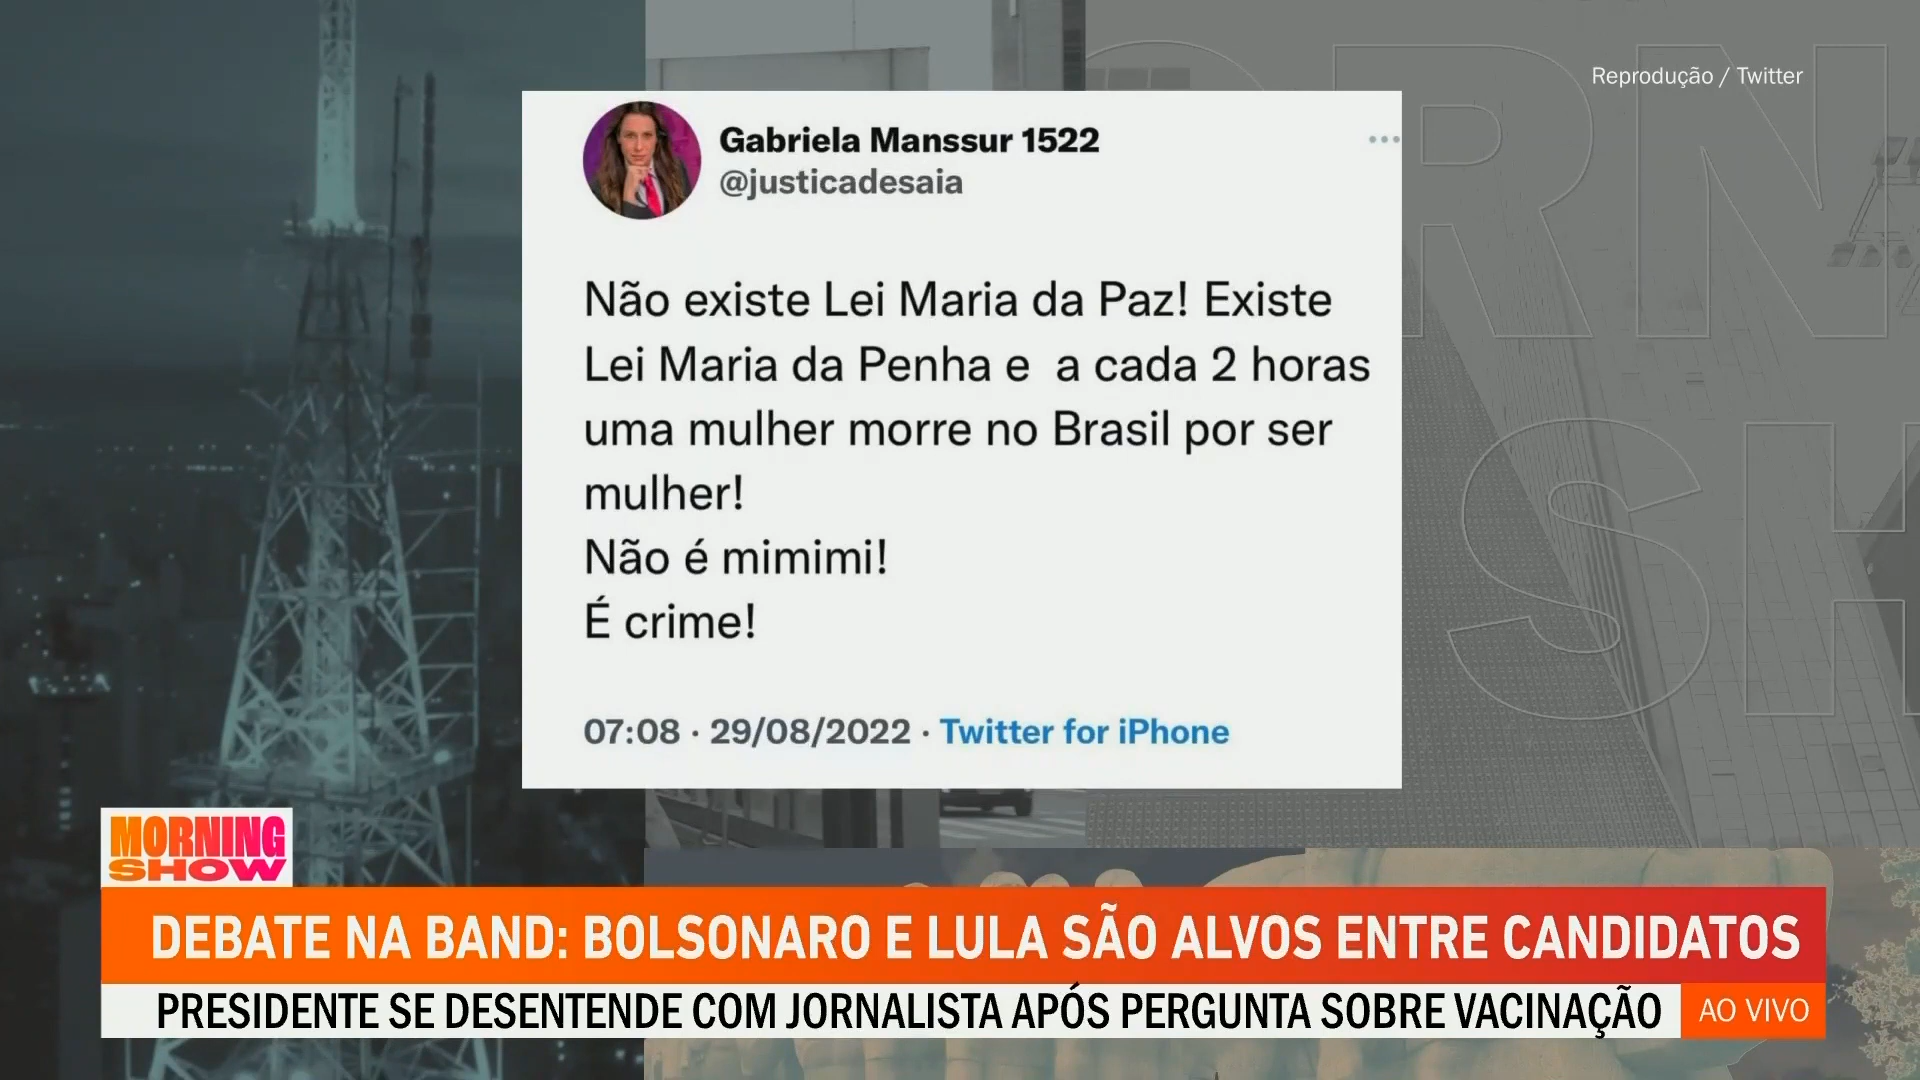 Reprodução / Twitter
Gabriela Manssur 1522
@justicadesaia
Não existe Lei Maria da Paz! Existe
Lei Maria da Penha e  a cada 2 horas
uma mulher morre no Brasil por ser
mulher!
Não é mimimi!
É crime!
07:08 · 29/08/2022 · Twitter for iPhone
MORNING
SHOW
DEBATE NA BAND: BOLSONARO E LULA SÃO ALVOS ENTRE CANDIDATOS
PRESIDENTE SE DESENTENDE COM JORNALISTA APÓS PERGUNTA SOBRE VACINAÇÃO
AO VIVO